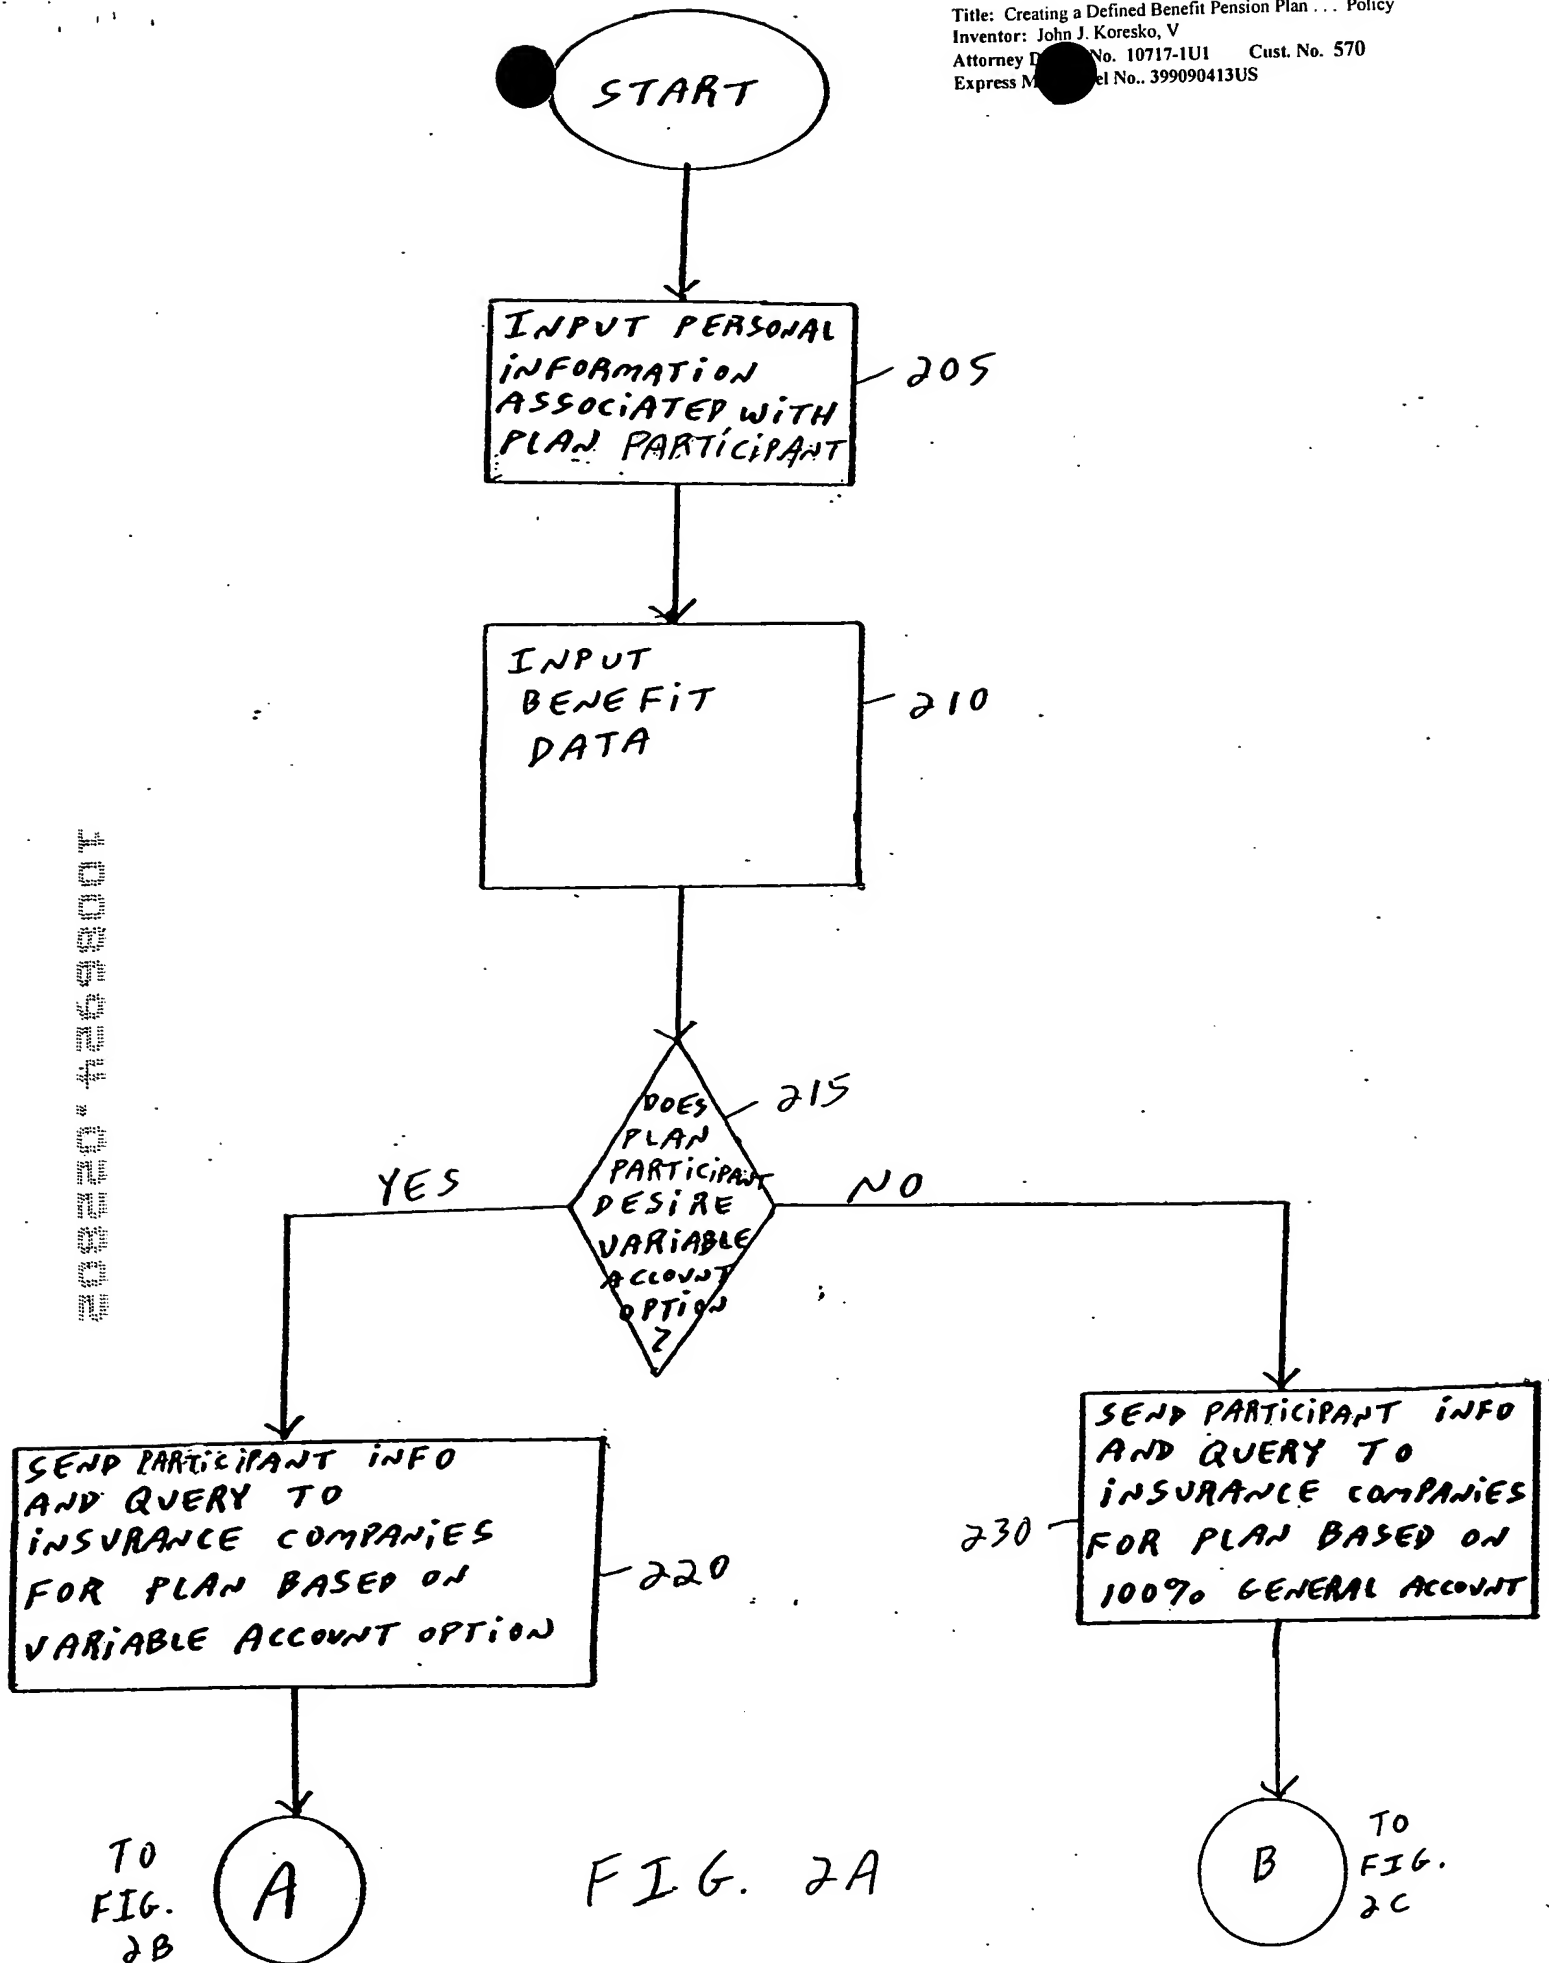 Title: Creating a Defined Benefit Pension Plan . . . Policy
Inventor: John J. Koresko, V
Attorney No. 10717-1U1 Cust. No. 570
Express No.. 399090413US
START
INPUT PERSONAL
INFORMATION
ASSOCIATED WITH
PLAN PARTICIPANT
205
INPUT
BENEFIT
DATA
210
DOES
PLAN
PARTICIPANT
DESIRE
VARIABLE
ACCOUNT
OPTION
?
215
YES
NO
SEND PARTICIPANT INFO
AND QUERY TO
INSURANCE COMPANIES
FOR PLAN BASED ON
VARIABLE ACCOUNT OPTION
220
SEND PARTICIPANT INFO
AND QUERY TO
INSURANCE COMPANIES
FOR PLAN BASED ON
100% GENERAL ACCOUNT
230
TO
FIG.
2B
A
FIG. 2A
B
TO
FIG.
2C
10086924.022802